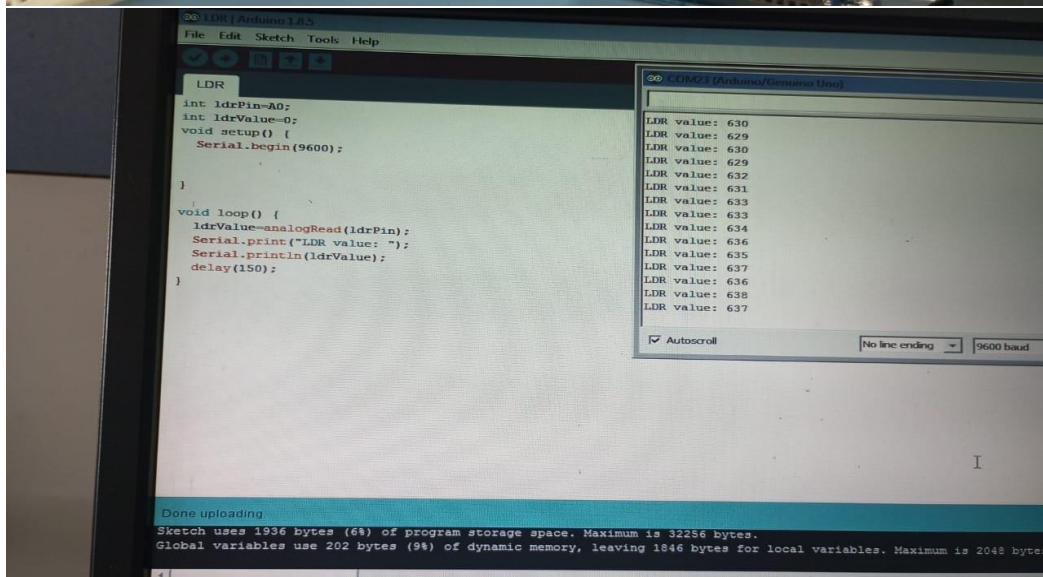 LDR | Arduino 1.8.5
File Edit Sketch Tools Help
LDR
int ldrPin=A0;
int ldrValue=0;
void setup() {
Serial.begin(9600);
}
void loop() {
ldrValue=analogRead(ldrPin);
Serial.print("LDR value: ");
Serial.println(ldrValue);
delay(150);
}
COM23 (Arduino/Genuino Uno)
LDR value: 630
LDR value: 629
LDR value: 630
LDR value: 629
LDR value: 632
LDR value: 631
LDR value: 633
LDR value: 633
LDR value: 634
LDR value: 636
LDR value: 635
LDR value: 637
LDR value: 636
LDR value: 638
LDR value: 637
Autoscroll
No line ending
9600 baud
Done uploading
Sketch uses 1936 bytes (6%) of program storage space. Maximum is 32256 bytes.
Global variables use 202 bytes (9%) of dynamic memory, leaving 1846 bytes for local variables. Maximum is 2048 byte